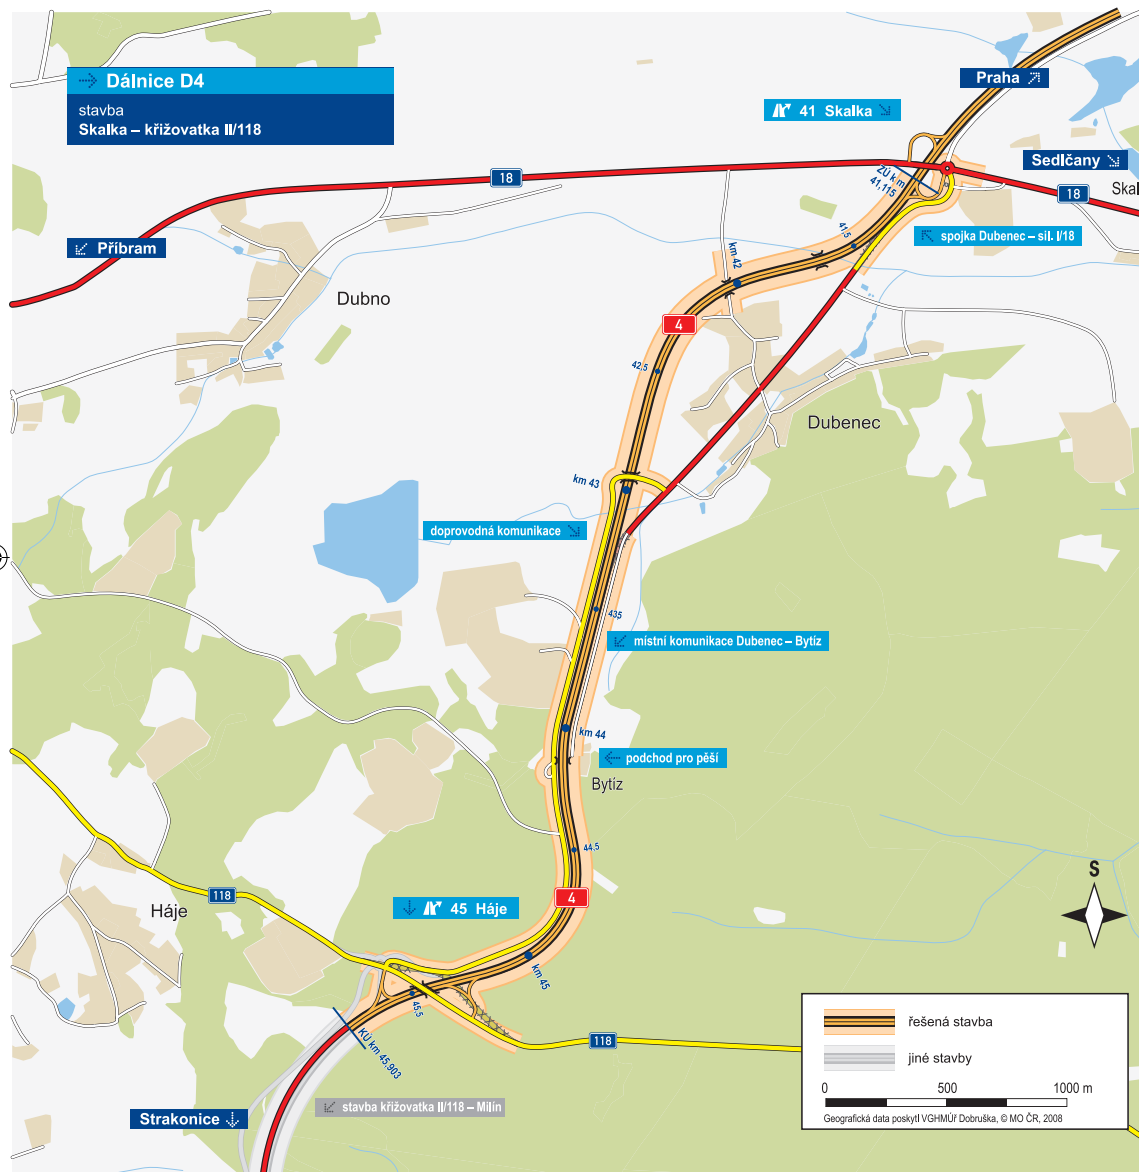 Dálnice D4
stavba
Skalka – křižovatka II/118
Praha
41 Skalka
Sedlčany
18
ZÚ km
41,115
18
Skal
Příbram
41,5
spojka Dubenec – sil. I/18
km 42
Dubno
4
42,5
Dubenec
km 43
doprovodná komunikace
435
místní komunikace Dubenec – Bytíz
km 44
podchod pro pěší
Bytíz
44,5
S
118
4
45 Háje
Háje
km 45
45,5
řešená stavba
KÚ km 45,903
118
jiné stavby
0 500 1000 m
stavba křižovatka II/118 – Milín
Strakonice
Geografická data poskytl VGHMÚř Dobruška, © MO ČR, 2008